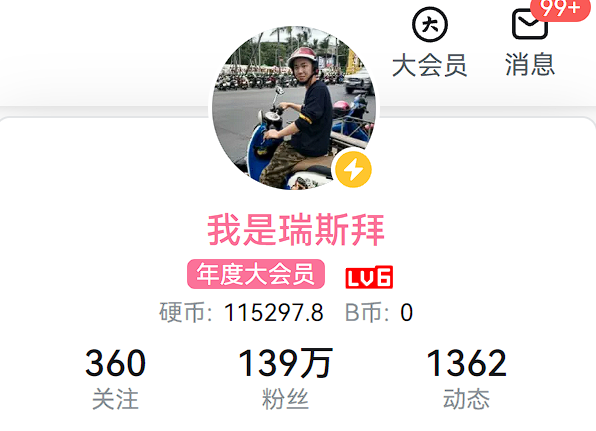 99+
大会员 消息
我是瑞斯拜
年度大会员 LV6
硬币: 115297.8 B币: 0
360 139万 1362
关注 粉丝 动态